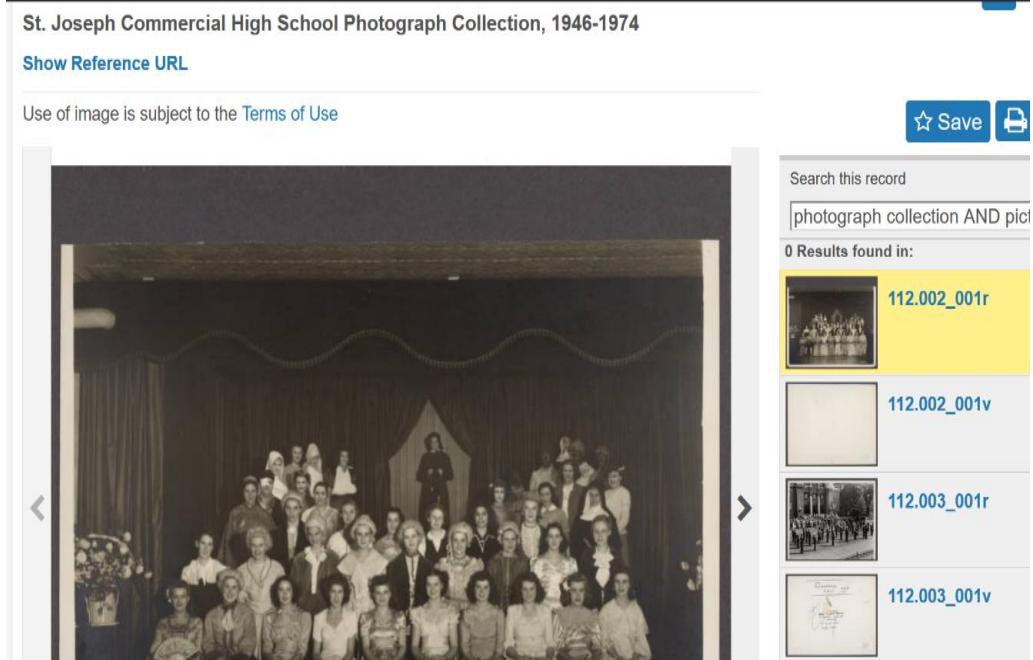 St. Joseph Commercial High School Photograph Collection, 1946-1974
Show Reference URL
Use of image is subject to the Terms of Use
Save
Search this record
photograph collection AND pict
0 Results found in:
112.002_001r
112.002_001v
112.003_001r
112.003_001v